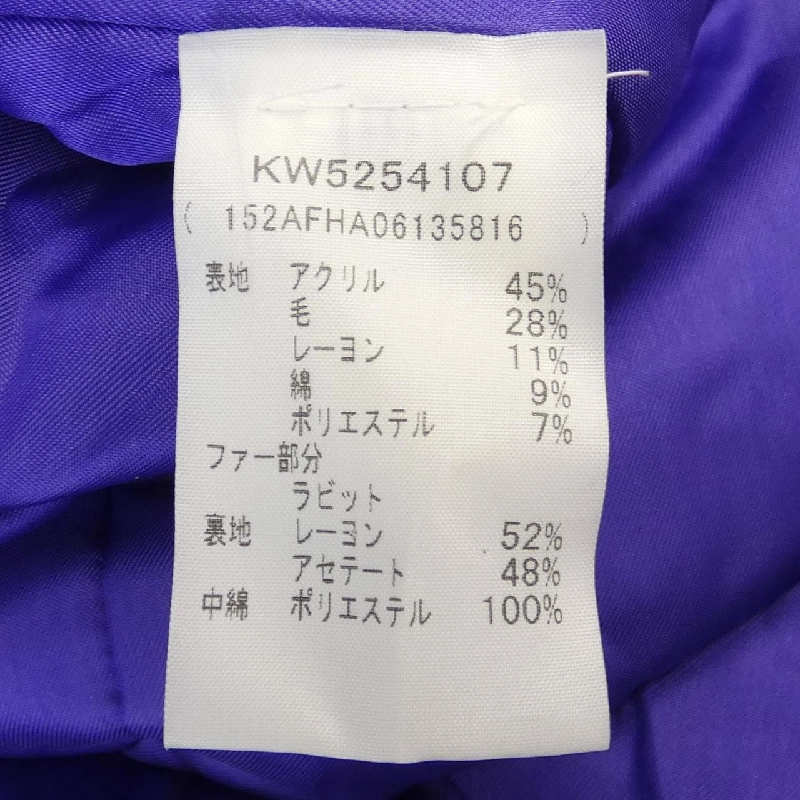 KW5254107
( 152AFHA06135816 )
表地 アクリル 45%
毛 28%
レーヨン 11%
綿 9%
ポリエステル 7%
ファー部分
ラビット
裏地 レーヨン 52%
アセテート 48%
中綿 ポリエステル 100%